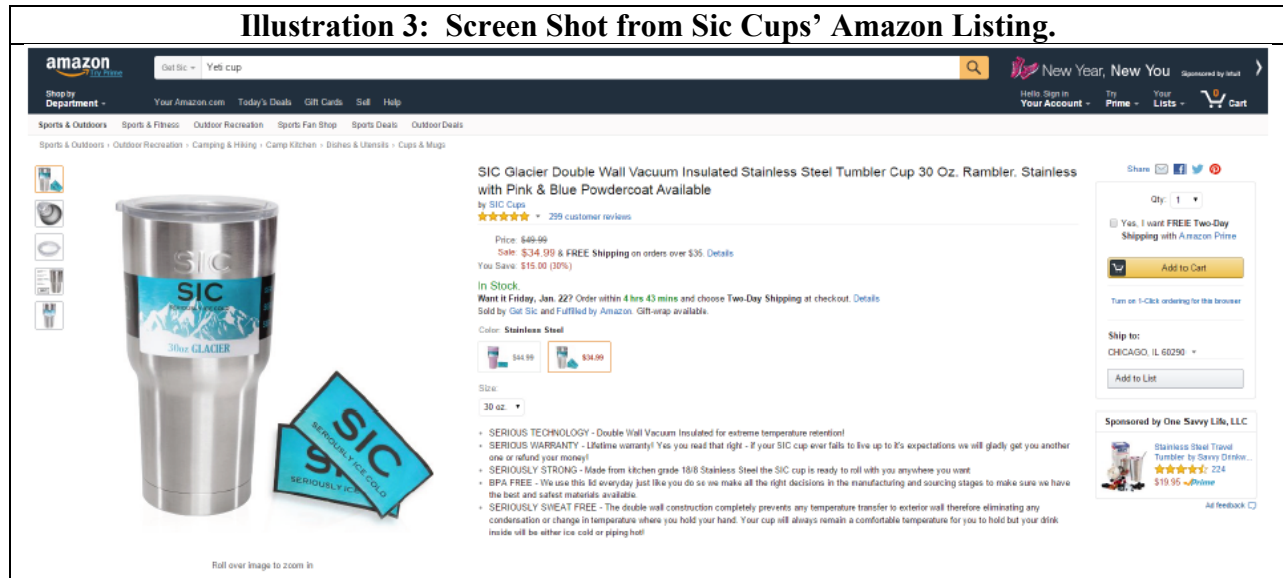 Illustration 3: Screen Shot from Sic Cups' Amazon Listing.
amazon
Try Prime
Get Sic
Yeti cup
New Year, New You Sponsored by Intuit
Shop by
Department
Your Amazon.com Today's Deals Gift Cards Sell Help
Hello. Sign in
Your Account
Try
Prime
Your
Lists
0
Cart
Sports & Outdoors Sports & Fitness Outdoor Recreation Sports Fan Shop Sports Deals Outdoor Deals
Sports & Outdoors › Outdoor Recreation › Camping & Hiking › Camp Kitchen › Dishes & Utensils › Cups & Mugs
SIC
SIC
SERIOUSLY ICE COLD
30oz GLACIER
SIC
SERIOUSLY ICE COLD
SIC
SERIOUSLY ICE COLD
Roll over image to zoom in
SIC Glacier Double Wall Vacuum Insulated Stainless Steel Tumbler Cup 30 Oz. Rambler. Stainless
with Pink & Blue Powdercoat Available
by SIC Cups
299 customer reviews
Price: $49.99
Sale: $34.99 & FREE Shipping on orders over $35. Details
You Save: $15.00 (30%)
In Stock.
Want it Friday, Jan. 22? Order within 4 hrs 43 mins and choose Two-Day Shipping at checkout. Details
Sold by Get Sic and Fulfilled by Amazon. Gift-wrap available.
Color: Stainless Steel
$44.99
$34.99
Size:
30 oz.
SERIOUS TECHNOLOGY - Double Wall Vacuum Insulated for extreme temperature retention!
SERIOUS WARRANTY - Lifetime warranty! Yes you read that right - if your SIC cup ever fails to live up to it's expectations we will gladly get you another
one or refund your money!
SERIOUSLY STRONG - Made from kitchen grade 18/8 Stainless Steel the SIC cup is ready to roll with you anywhere you want
BPA FREE - We use this lid everyday just like you do so we make all the right decisions in the manufacturing and sourcing stages to make sure we have
the best and safest materials available.
SERIOUSLY SWEAT FREE - The double wall construction completely prevents any temperature transfer to exterior wall therefore eliminating any
condensation or change in temperature where you hold your hand. Your cup will always remain a comfortable temperature for you to hold but your drink
inside will be either ice cold or piping hot!
Share
Qty: 1
Yes, I want FREE Two-Day
Shipping with Amazon Prime
Add to Cart
Turn on 1-Click ordering for this browser
Ship to:
CHICAGO, IL 60290
Add to List
Sponsored by One Savvy Life, LLC
Stainless Steel Travel
Tumbler by Savvy Drinkw...
224
$19.95 Prime
Ad feedback